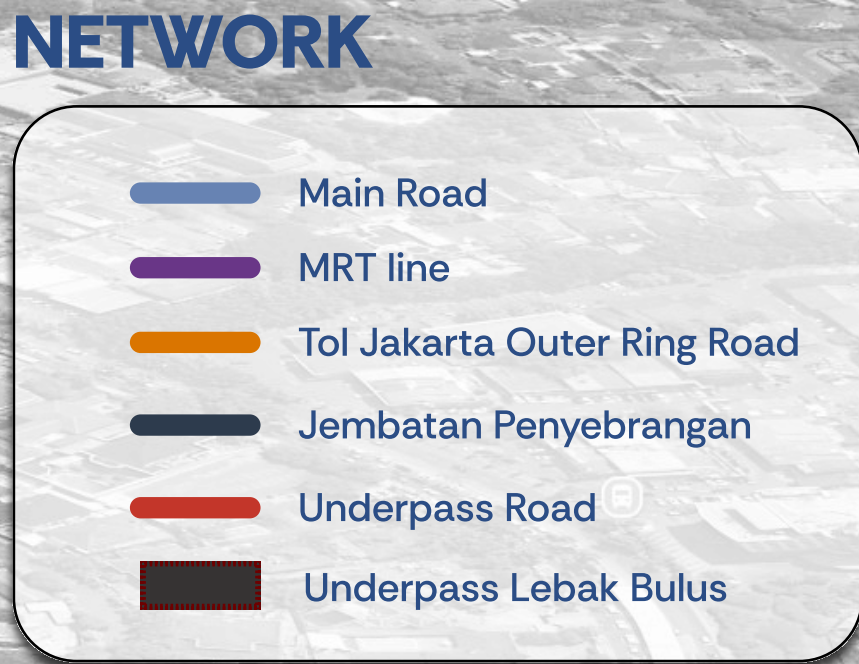 NETWORK
Main Road
MRT line
Tol Jakarta Outer Ring Road
Jembatan Penyebrangan
Underpass Road
Underpass Lebak Bulus